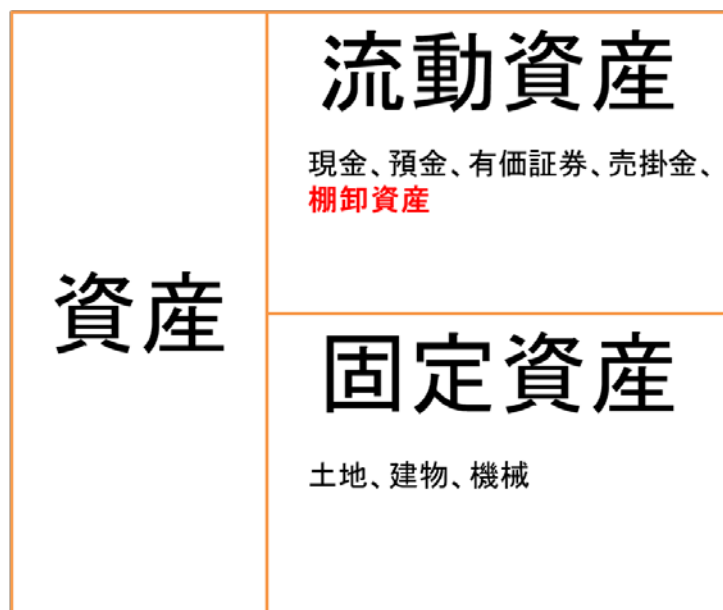 資産
流動資産
現金、預金、有価証券、売掛金、
棚卸資産
固定資産
土地、建物、機械